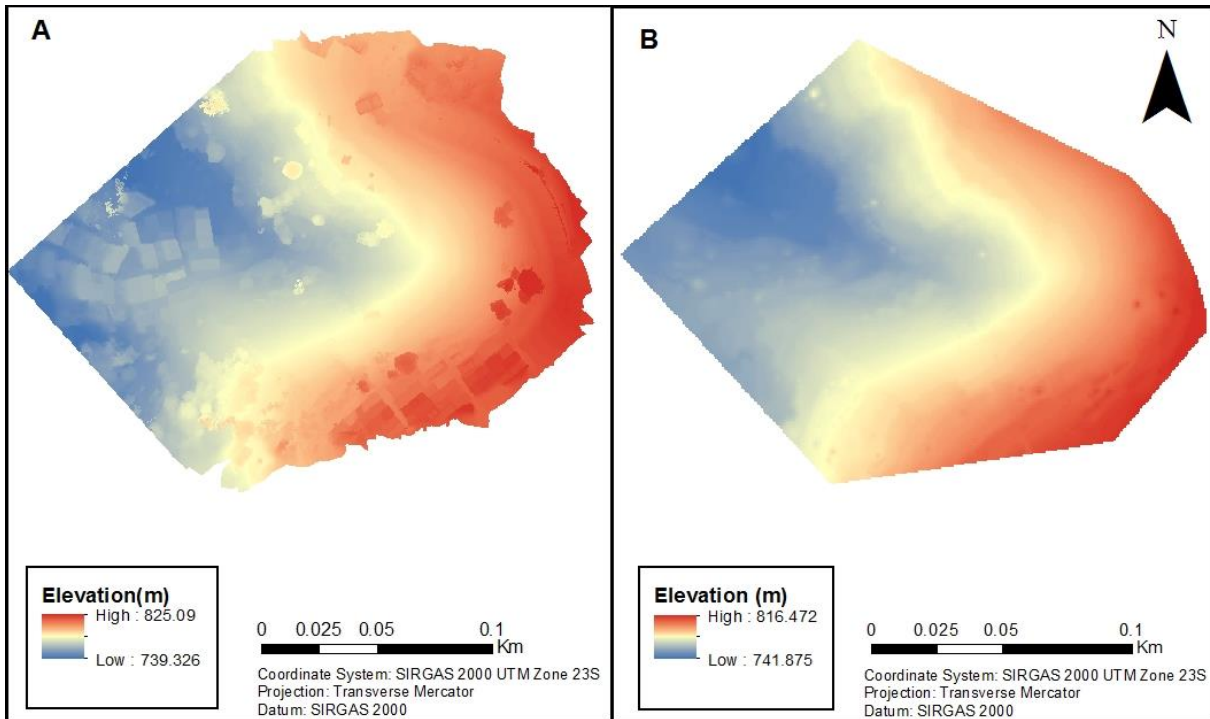 A
Elevation(m)
High : 825.09
Low : 739.326
0 0.025 0.05 0.1
Km
Coordinate System: SIRGAS 2000 UTM Zone 23S
Projection: Transverse Mercator
Datum: SIRGAS 2000
B
N
Elevation (m)
High : 816.472
Low : 741.875
0 0.025 0.05 0.1
Km
Coordinate System: SIRGAS 2000 UTM Zone 23S
Projection: Transverse Mercator
Datum: SIRGAS 2000